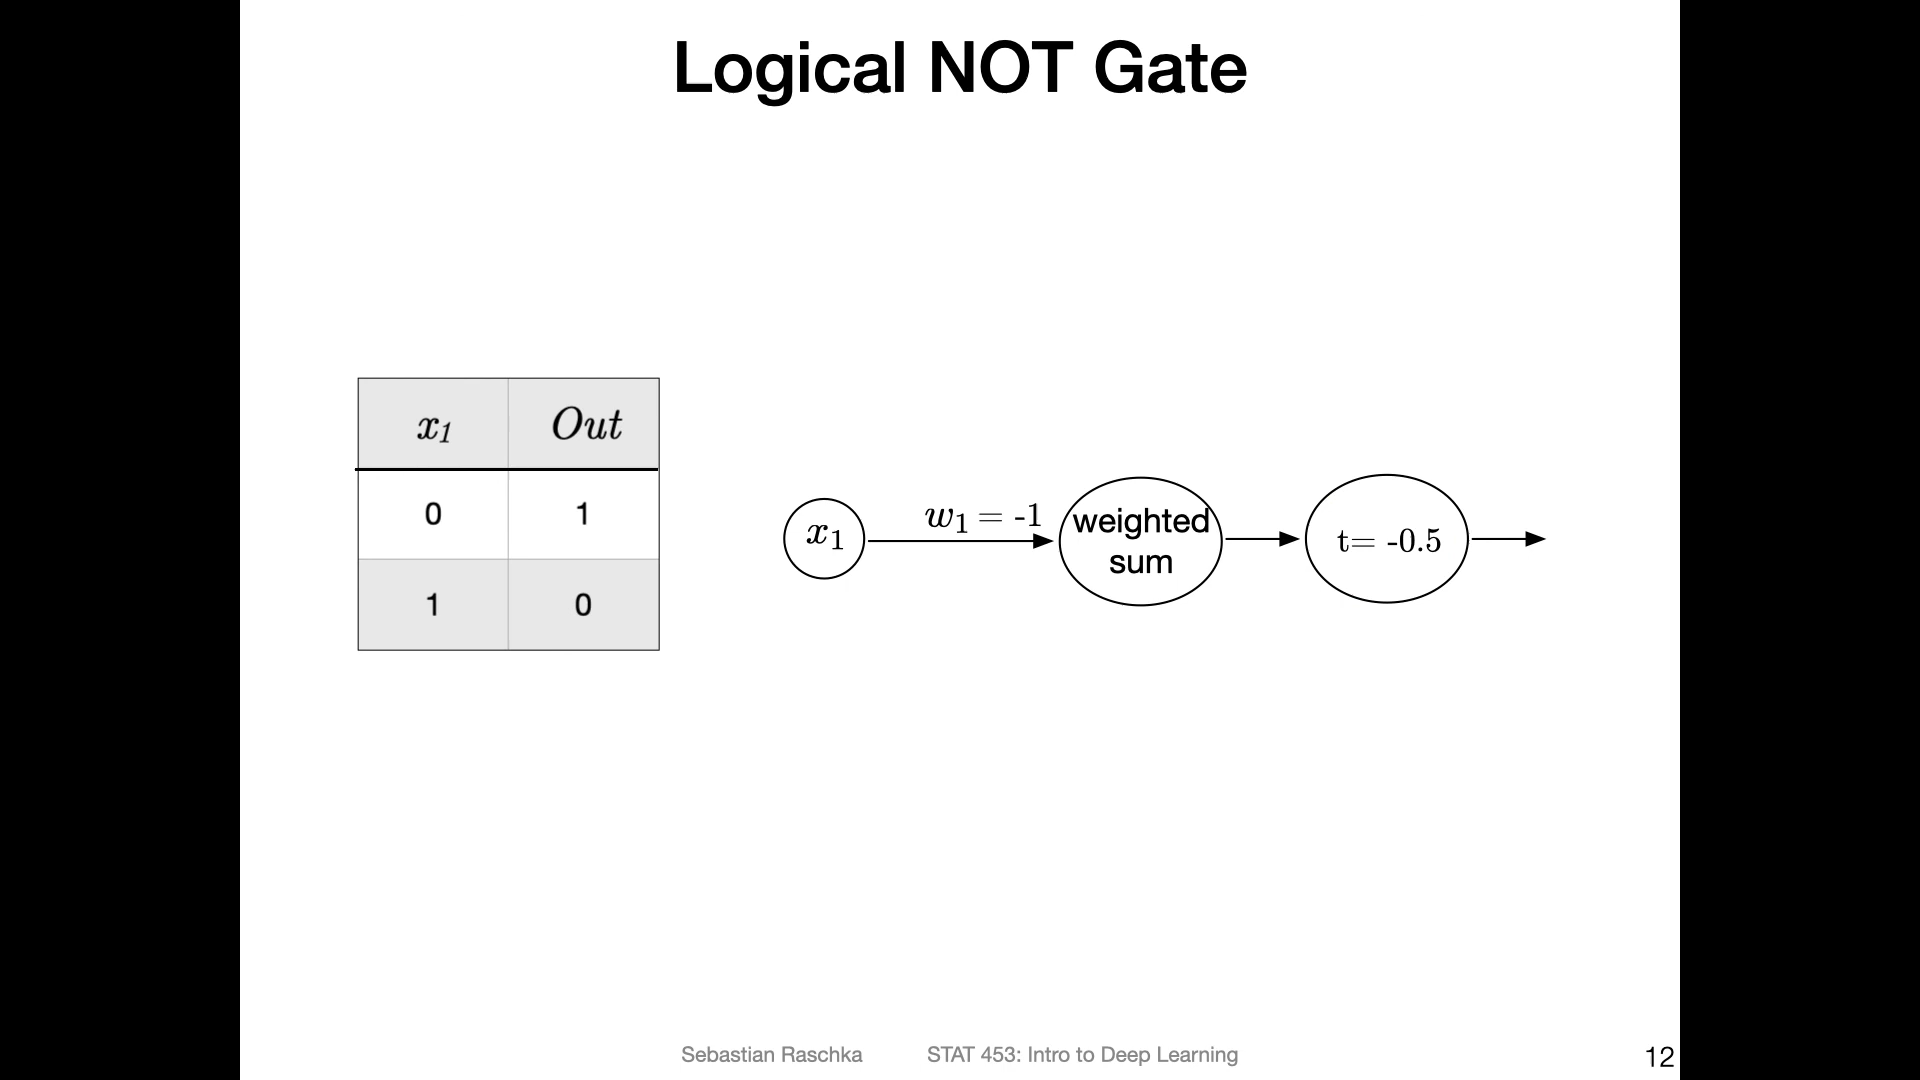 Logical NOT Gate
x1 Out
0 1
1 0
x1
w1 = -1
weighted
sum
t= -0.5
Sebastian Raschka STAT 453: Intro to Deep Learning
12